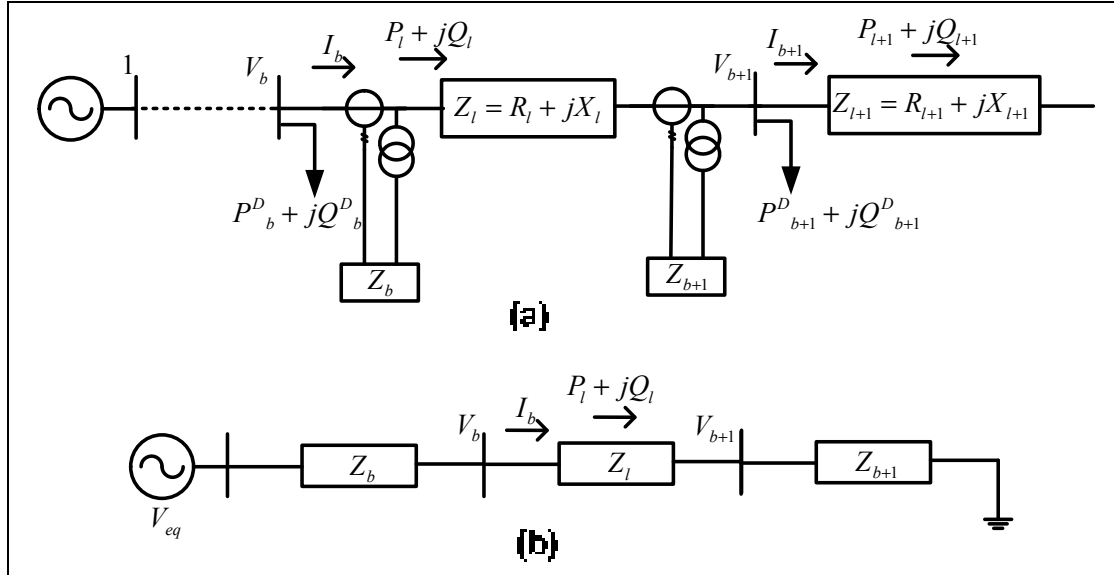 1
V_b
I_b
P_l + jQ_l
Z_l = R_l + jX_l
P^D_b + jQ^D_b
Z_b
V_{b+1}
I_{b+1}
P_{l+1} + jQ_{l+1}
Z_{l+1} = R_{l+1} + jX_{l+1}
P^D_{b+1} + jQ^D_{b+1}
Z_{b+1}
(a)
V_{eq}
Z_b
V_b
I_b
P_l + jQ_l
Z_l
V_{b+1}
Z_{b+1}
(b)